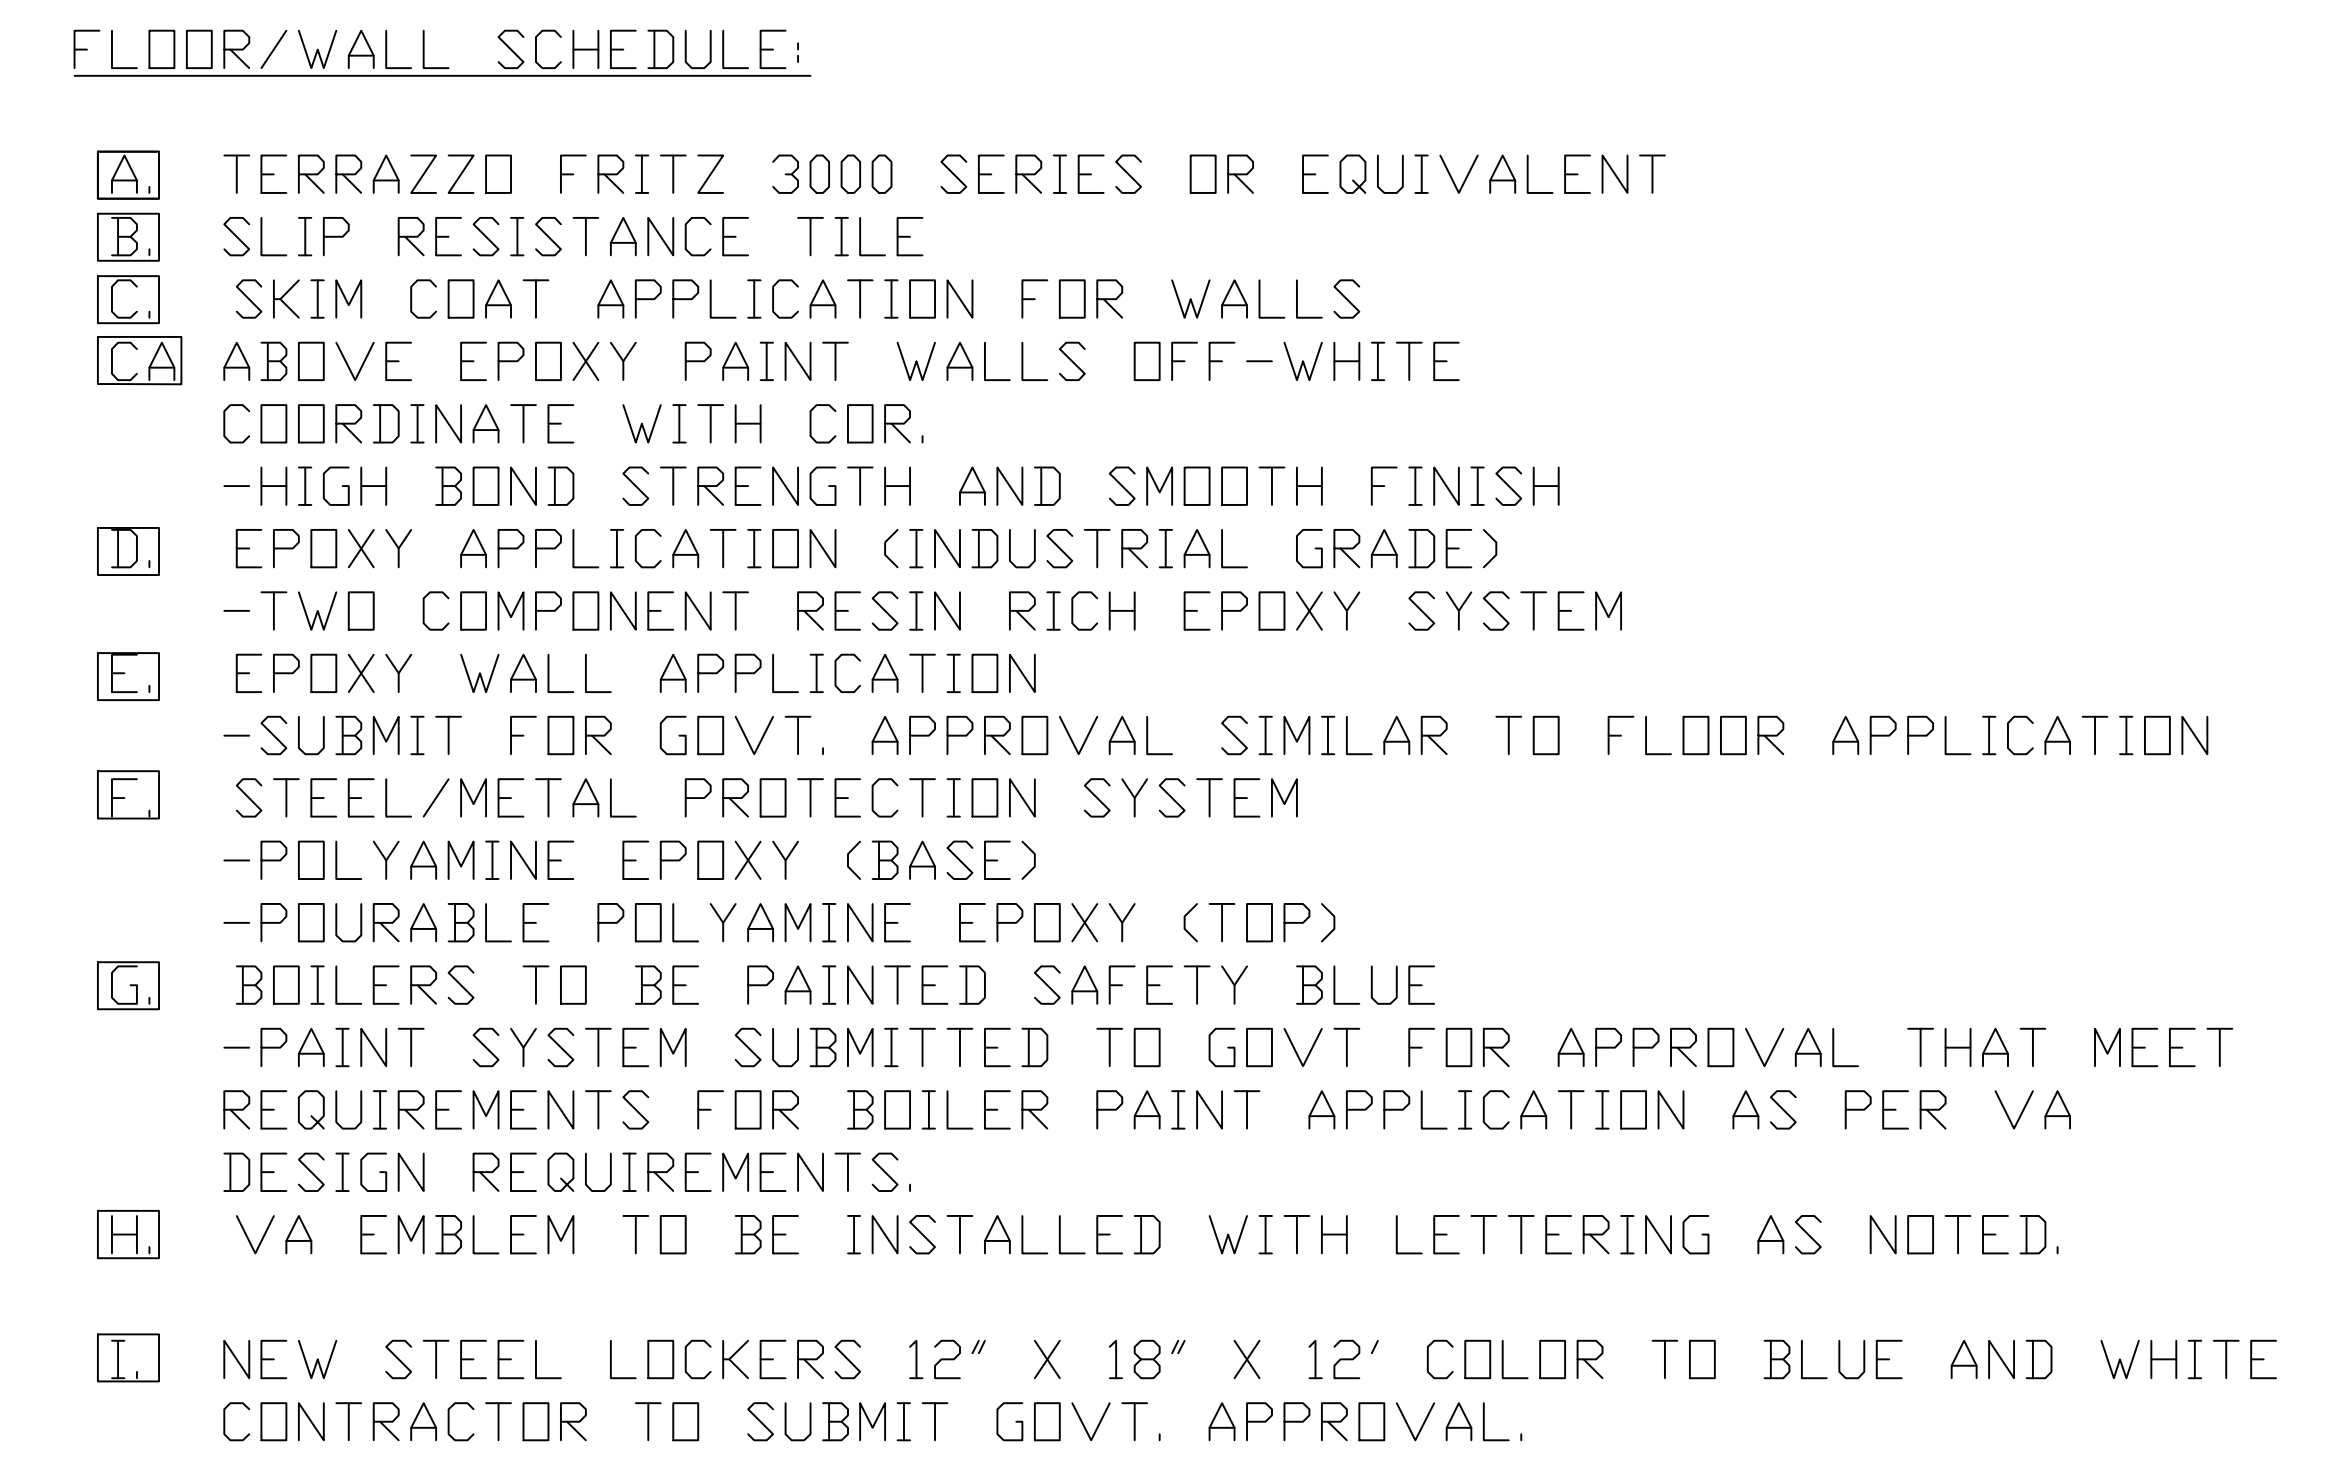 FLOOR/WALL SCHEDULE:
A. TERRAZZO FRITZ 3000 SERIES OR EQUIVALENT
B. SLIP RESISTANCE TILE
C. SKIM COAT APPLICATION FOR WALLS
CA ABOVE EPOXY PAINT WALLS OFF-WHITE
COORDINATE WITH COR.
-HIGH BOND STRENGTH AND SMOOTH FINISH
D. EPOXY APPLICATION (INDUSTRIAL GRADE)
-TWO COMPONENT RESIN RICH EPOXY SYSTEM
E. EPOXY WALL APPLICATION
-SUBMIT FOR GOVT. APPROVAL SIMILAR TO FLOOR APPLICATION
F. STEEL/METAL PROTECTION SYSTEM
-POLYAMINE EPOXY (BASE)
-POURABLE POLYAMINE EPOXY (TOP)
G. BOILERS TO BE PAINTED SAFETY BLUE
-PAINT SYSTEM SUBMITTED TO GOVT FOR APPROVAL THAT MEET
REQUIREMENTS FOR BOILER PAINT APPLICATION AS PER VA
DESIGN REQUIREMENTS.
H. VA EMBLEM TO BE INSTALLED WITH LETTERING AS NOTED.
I. NEW STEEL LOCKERS 12" X 18" X 12' COLOR TO BLUE AND WHITE
CONTRACTOR TO SUBMIT GOVT. APPROVAL.